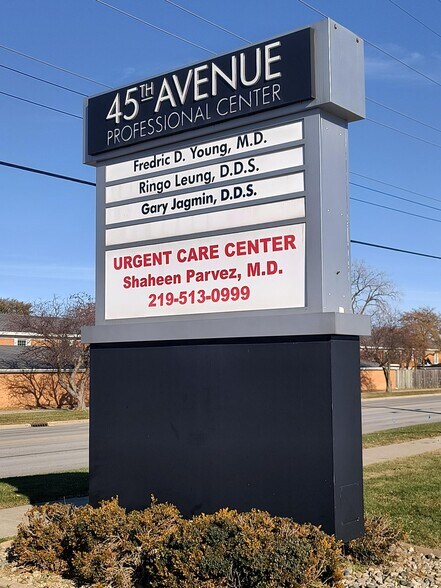 45TH AVENUE
PROFESSIONAL CENTER
Fredric D. Young, M.D.
Ringo Leung, D.D.S.
Gary Jagmin, D.D.S.
URGENT CARE CENTER
Shaheen Parvez, M.D.
219-513-0999